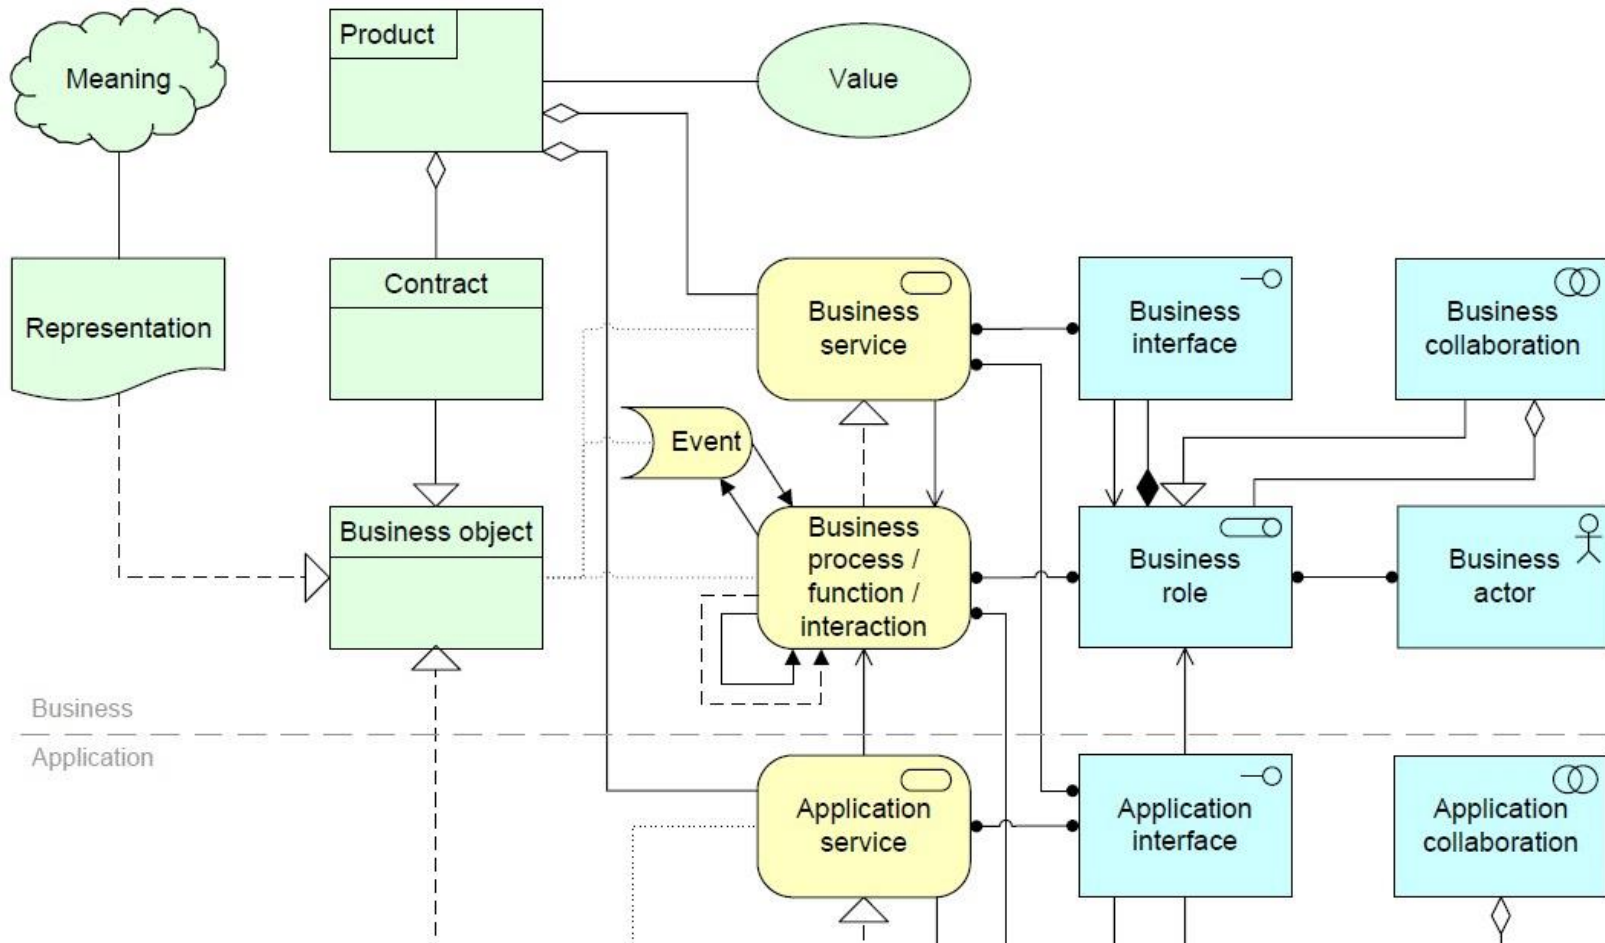 Meaning
Product
Value
Representation
Contract
Business
service
Business
interface
Business
collaboration
Event
Business object
Business
process /
function /
interaction
Business
role
Business
actor
Business
Application
Application
service
Application
interface
Application
collaboration